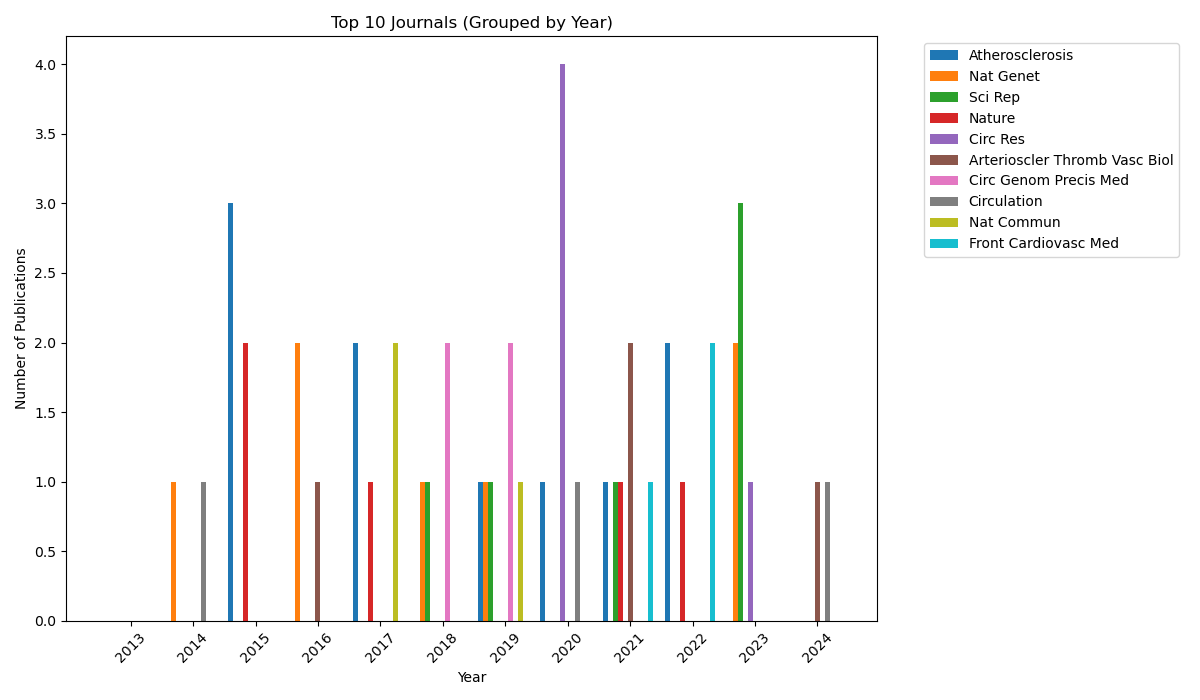 Top 10 Journals (Grouped by Year)
Number of Publications
4.0
3.5
3.0
2.5
2.0
1.5
1.0
0.5
0.0
2013
2014
2015
2016
2017
2018
2019
2020
2021
2022
2023
2024
Year
Atherosclerosis
Nat Genet
Sci Rep
Nature
Circ Res
Arterioscler Thromb Vasc Biol
Circ Genom Precis Med
Circulation
Nat Commun
Front Cardiovasc Med